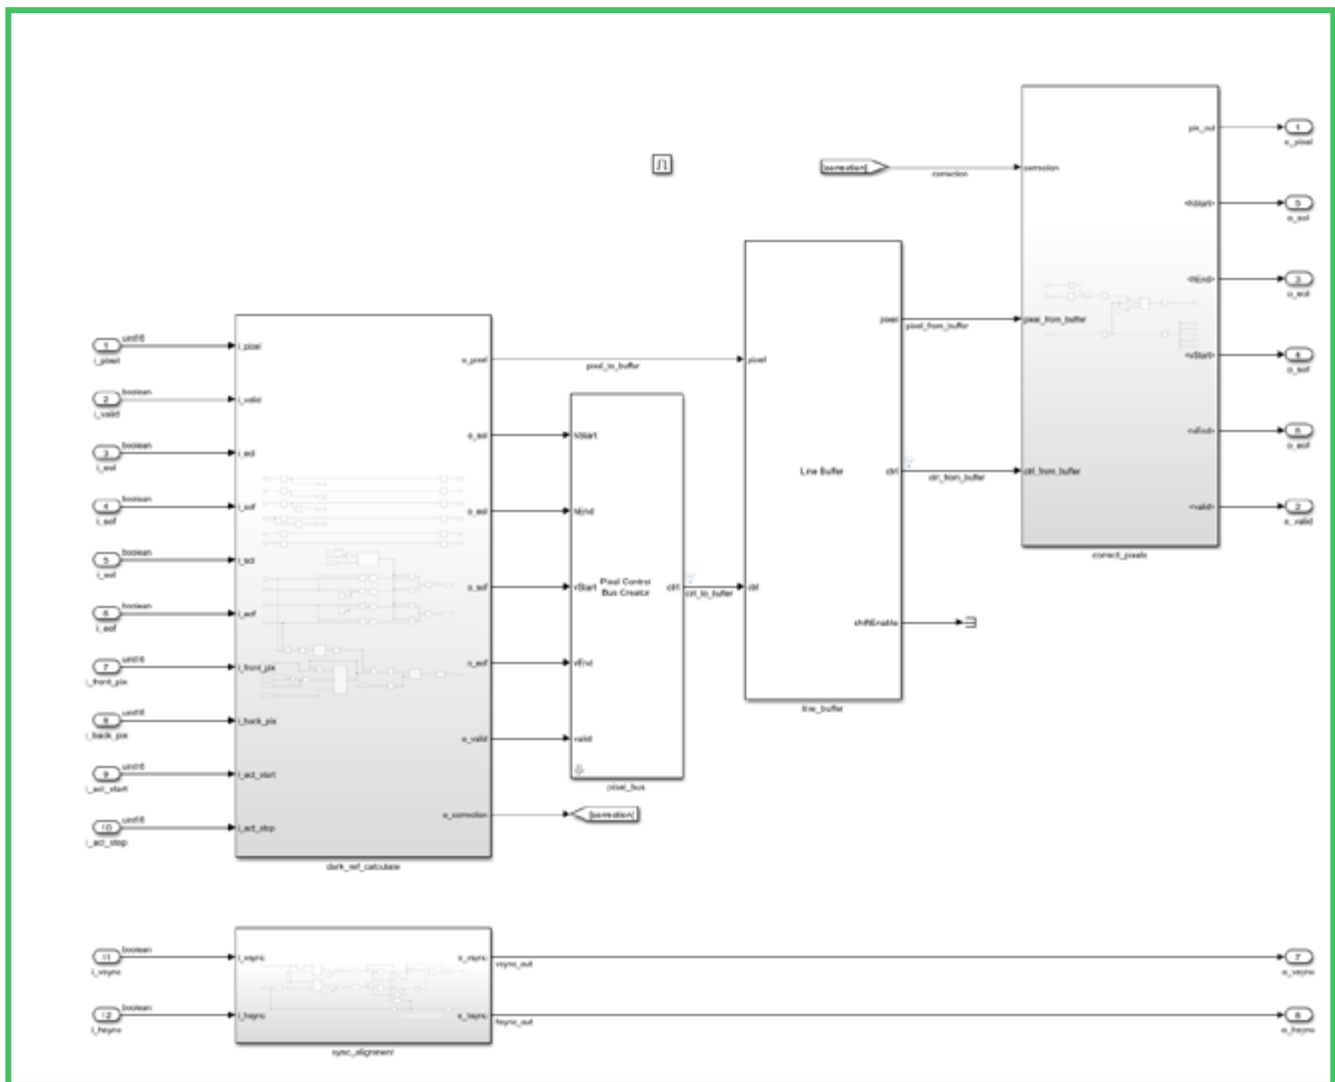 pix_out
1
o_pixel
[correction]
correction
correction
<hStart>
5
o_sol
<hEnd>
3
o_eol
pixel
pixel_from_buffer
pixel_from_buffer
uint16
1
i_pixel
i_pixel
o_pixel
pixel_to_buffer
pixel
<vStart>
4
o_sof
boolean
2
i_valid
i_valid
o_sol
hStart
<vEnd>
6
o_eof
boolean
3
i_eol
i_eol
Line Buffer
ctrl
ctrl_from_buffer
ctrl_from_buffer
boolean
4
i_sof
i_sof
o_eol
hEnd
<valid>
2
o_valid
correct_pixels
boolean
5
i_sol
i_sol
o_sof
vStart
Pixel Control
Bus Creator
ctrl
ctrl_to_buffer
ctrl
boolean
6
i_eof
i_eof
shiftEnable
uint16
7
i_front_pix
i_front_pix
o_eof
vEnd
line_buffer
uint16
8
i_back_pix
i_back_pix
o_valid
valid
uint16
9
i_act_start
i_act_start
pixel_bus
uint16
10
i_act_stop
i_act_stop
o_correction
[correction]
dark_ref_calculate
boolean
11
i_vsync
i_vsync
o_vsync
vsync_out
7
o_vsync
boolean
12
i_hsync
i_hsync
o_hsync
hsync_out
8
o_hsync
sync_alignment